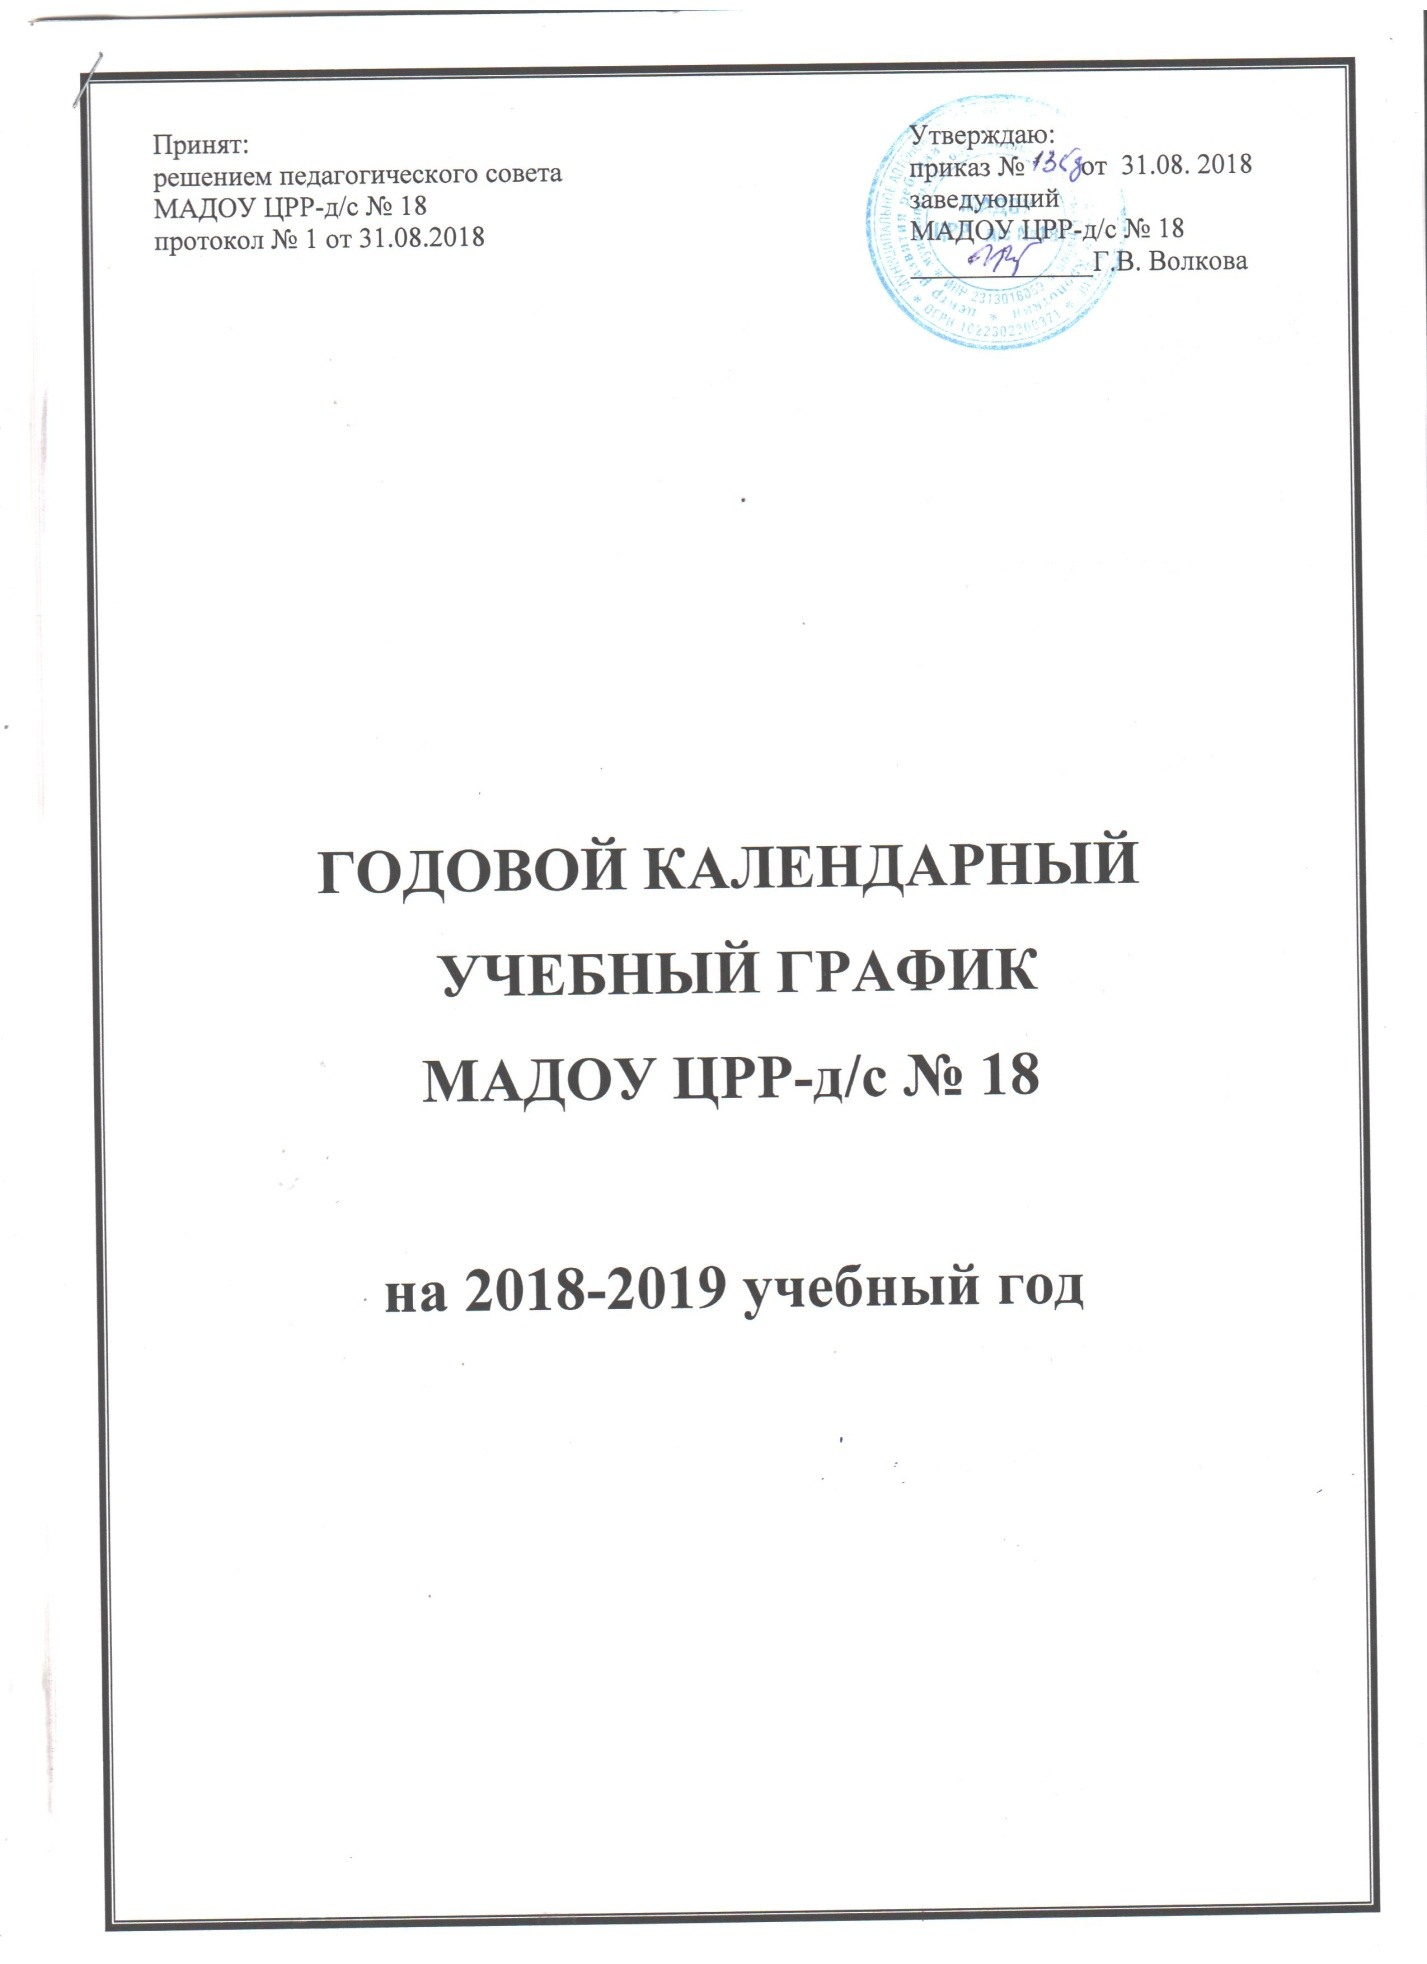 Принят:
решением педагогического совета
МАДОУ ЦРР-д/с № 18
протокол № 1 от 31.08.2018
Утверждаю:
приказ № от 31.08. 2018
заведующий
МАДОУ ЦРР-д/с № 18
Г.В. Волкова
ГОДОВОЙ КАЛЕНДАРНЫЙ
УЧЕБНЫЙ ГРАФИК
МАДОУ ЦРР-д/с № 18
на 2018-2019 учебный год